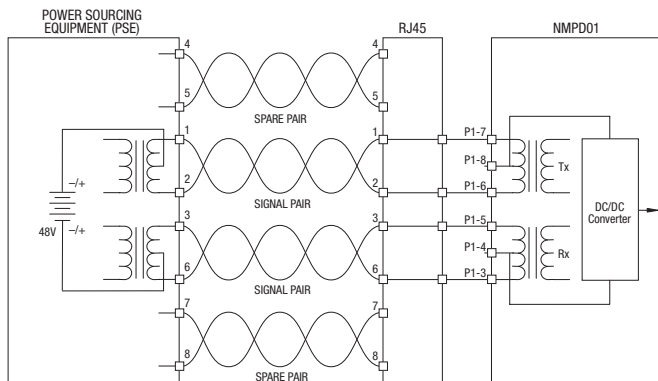 POWER SOURCING
EQUIPMENT (PSE)
RJ45
NMPD01
4
4
5
5
SPARE PAIR
1
1
P1-7
P1-8
Tx
2
2
P1-6
SIGNAL PAIR
–/+
48V
–/+
DC/DC
Converter
3
3
P1-5
P1-4
Rx
6
6
P1-3
SIGNAL PAIR
7
7
8
8
SPARE PAIR